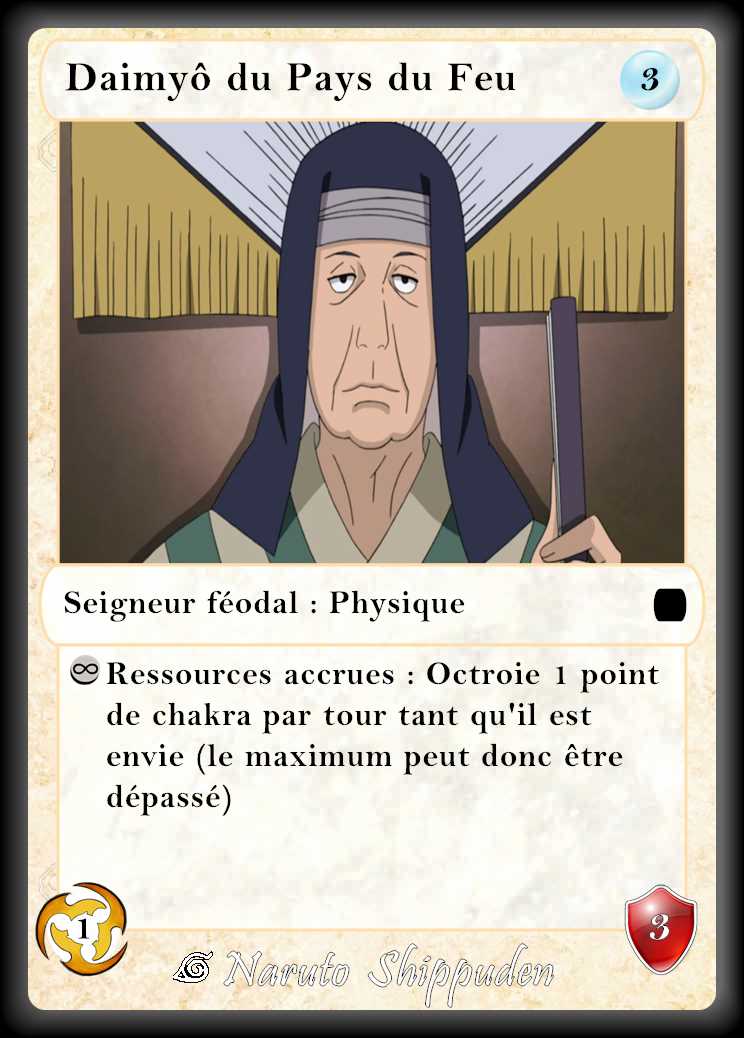 Daimyô du Pays du Feu
3
Seigneur féodal : Physique
Ressources accrues : Octroie 1 point
de chakra par tour tant qu'il est
envie (le maximum peut donc être
dépassé)
1
3
Naruto Shippuden